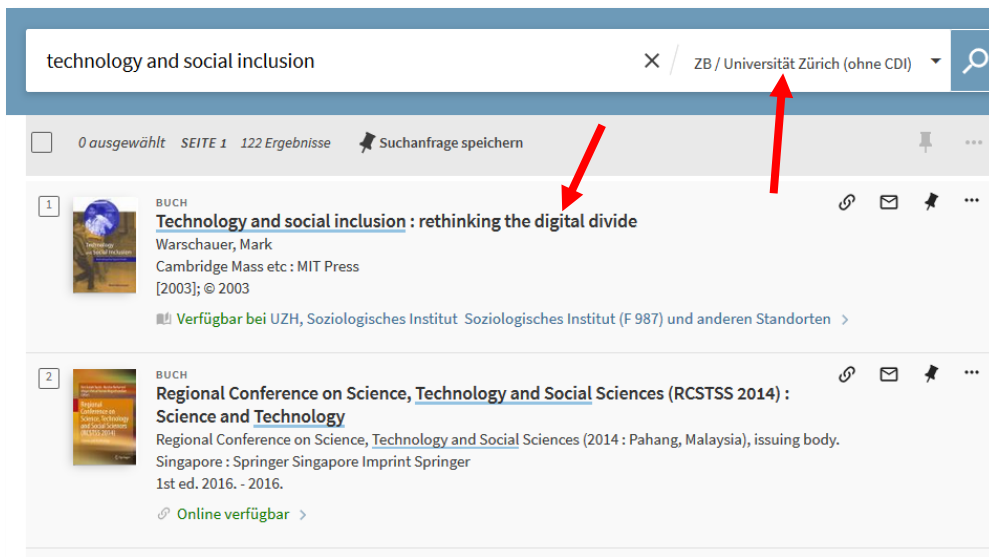 technology and social inclusion
ZB / Universität Zürich (ohne CDI)
0 ausgewählt SEITE 1 122 Ergebnisse Suchanfrage speichern
1
BUCH
Technology and social inclusion : rethinking the digital divide
Warschauer, Mark
Cambridge Mass etc : MIT Press
[2003]; © 2003
Verfügbar bei UZH, Soziologisches Institut Soziologisches Institut (F 987) und anderen Standorten
2
BUCH
Regional Conference on Science, Technology and Social Sciences (RCSTSS 2014) :
Science and Technology
Regional Conference on Science, Technology and Social Sciences (2014 : Pahang, Malaysia), issuing body.
Singapore : Springer Singapore Imprint Springer
1st ed. 2016. - 2016.
Online verfügbar